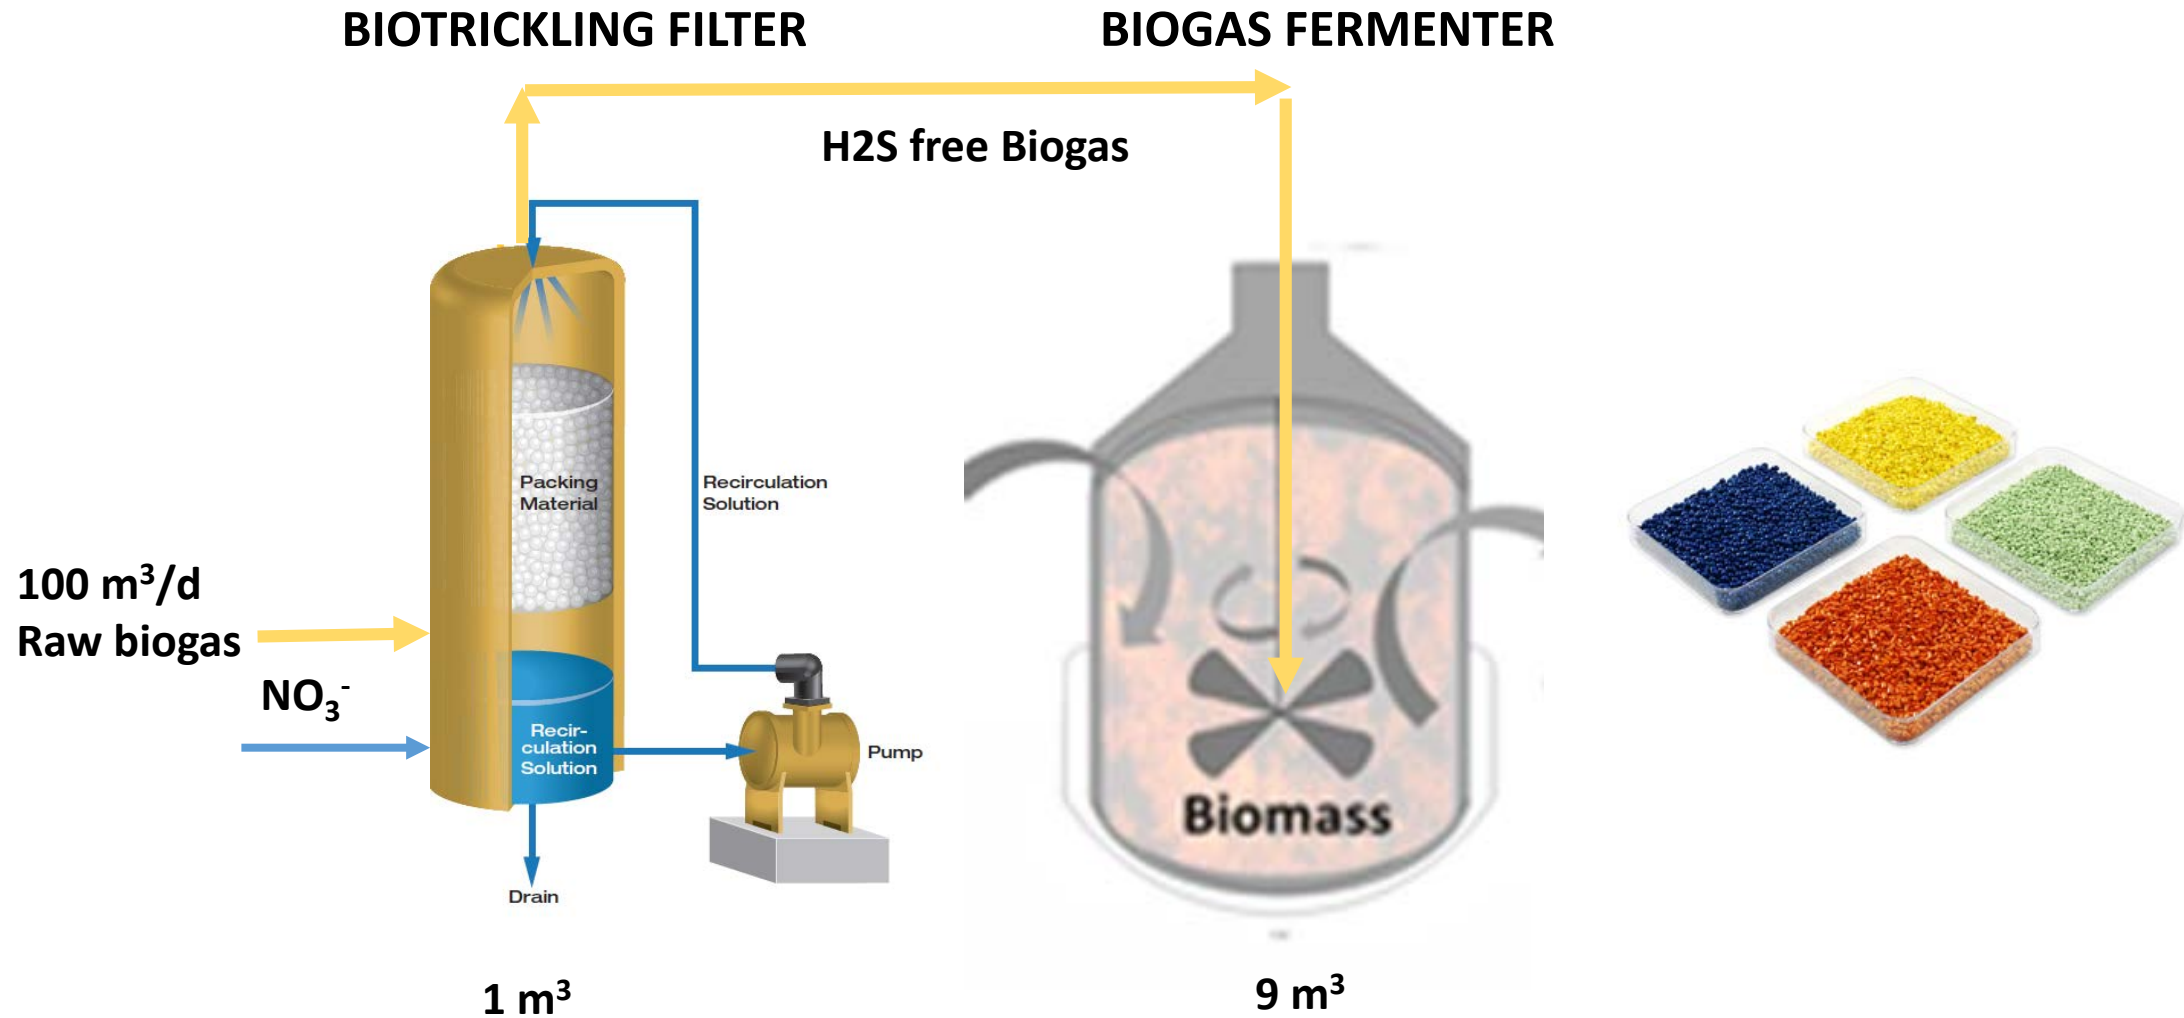 BIOTRICKLING FILTER
BIOGAS FERMENTER
H2S free Biogas
Packing
Material
Recirculation
Solution
100 m³/d
Raw biogas
NO₃⁻
Recir-
culation
Solution
Pump
Biomass
Drain
1 m³
9 m³